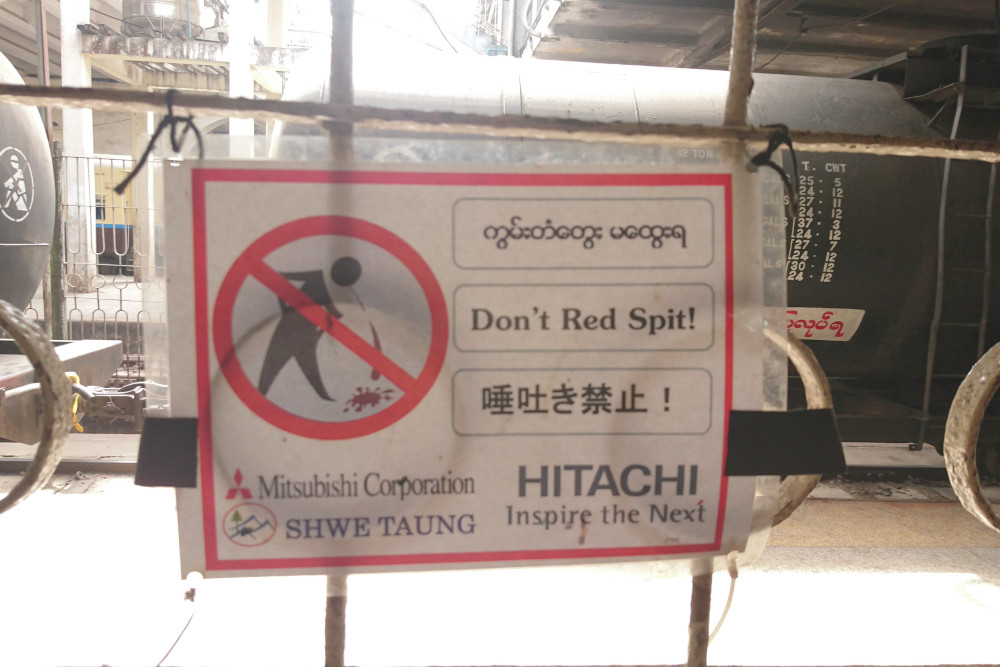 ကွမ်းတံတွေး မထွေးရ
Don't Red Spit!
唾吐き禁止！
Mitsubishi Corporation
SHWE TAUNG
HITACHI
Inspire the Next
12 TON
T. CWT
25 · 5
24 · 12
27 · 11
24 · 12
37 · 3
24 · 12
27 · 7
24 · 12
30 · 12
24 · 12